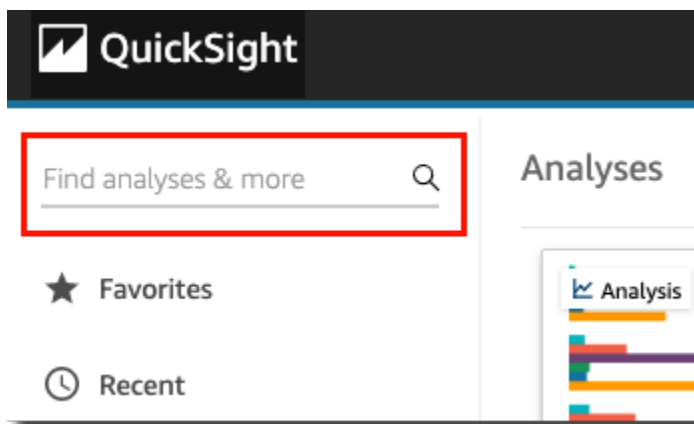 QuickSight
Find analyses & more
Analyses
Favorites
Analysis
Recent